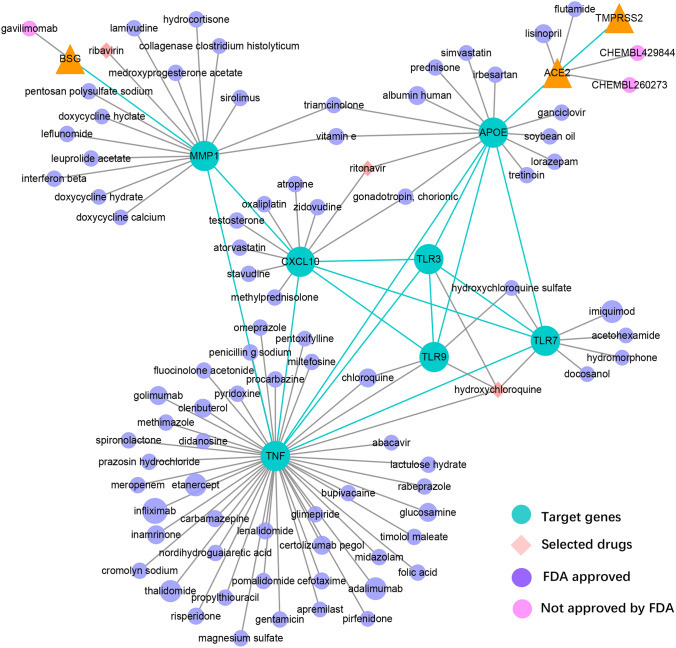 flutamide
TMPRSS2
hydrocortisone
gavilimomab
lamivudine
lisinopril
ribavirin
collagenase clostridium histolyticum
BSG
simvastatin
CHEMBL429844
prednisone
ACE2
medroxyprogesterone acetate
irbesartan
CHEMBL260273
pentosan polysulfate sodium
albumin human
sirolimus
triamcinolone
ganciclovir
doxycycline hyclate
APOE
leflunomide
vitamin e
soybean oil
MMP1
leuprolide acetate
lorazepam
ritonavir
tretinoin
interferon beta
atropine
doxycycline hydrate
gonadotropin, chorionic
oxaliplatin
zidovudine
doxycycline calcium
testosterone
atorvastatin
CXCL10
TLR3
stavudine
hydroxychloroquine sulfate
methylprednisolone
imiquimod
omeprazole
pentoxifylline
acetohexamide
TLR7
penicillin g sodium
miltefosine
TLR9
hydromorphone
fluocinolone acetonide
procarbazine
chloroquine
docosanol
golimumab
pyridoxine
hydroxychloroquine
clenbuterol
methimazole
spironolactone
didanosine
abacavir
TNF
prazosin hydrochloride
lactulose hydrate
meropenem
etanercept
rabeprazole
bupivacaine
infliximab
glucosamine
carbamazepine
glimepiride
inamrinone
lenalidomide
timolol maleate
nordihydroguaiaretic acid
certolizumab pegol
midazolam
cromolyn sodium
folic acid
pomalidomide
cefotaxime
thalidomide
adalimumab
propylthiouracil
risperidone
apremilast
gentamicin
pirfenidone
magnesium sulfate
Target genes
Selected drugs
FDA approved
Not approved by FDA